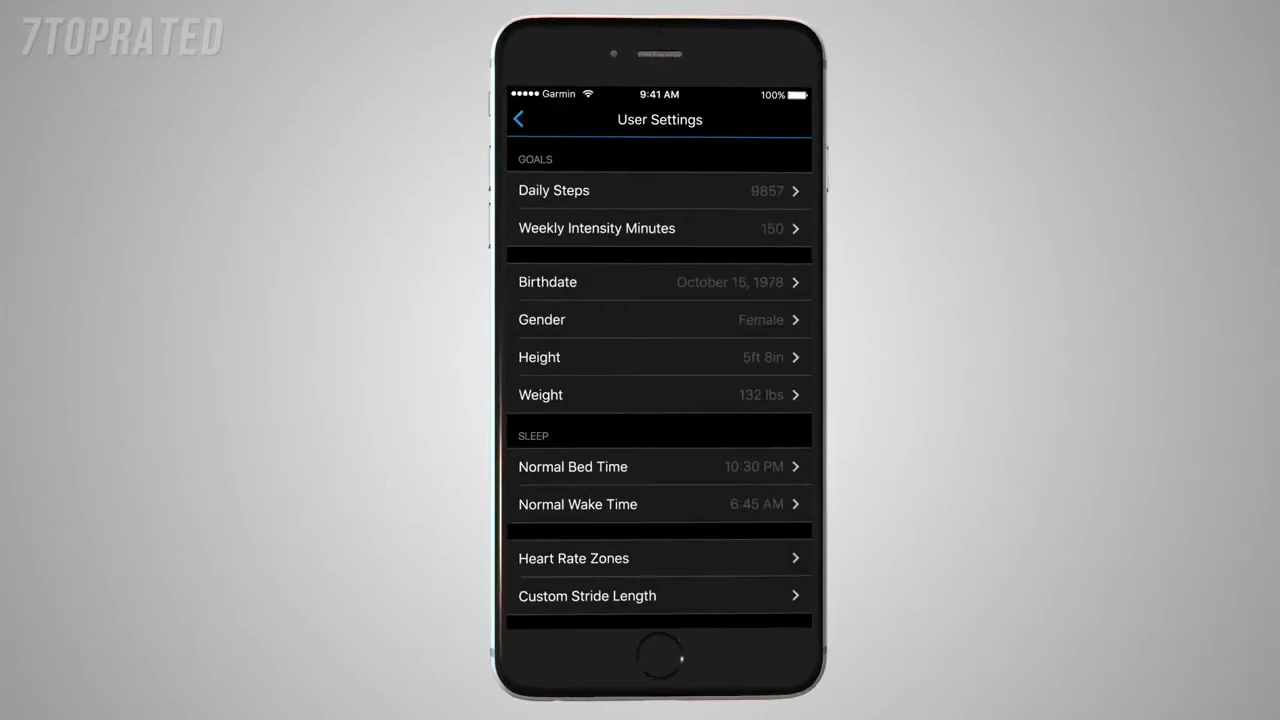 7TOPRATED
Garmin 9:41 AM 100%
User Settings
GOALS
Daily Steps 9857
Weekly Intensity Minutes 150
Birthdate October 15, 1978
Gender Female
Height 5ft 8in
Weight 132 lbs
SLEEP
Normal Bed Time 10:30 PM
Normal Wake Time 6:45 AM
Heart Rate Zones
Custom Stride Length